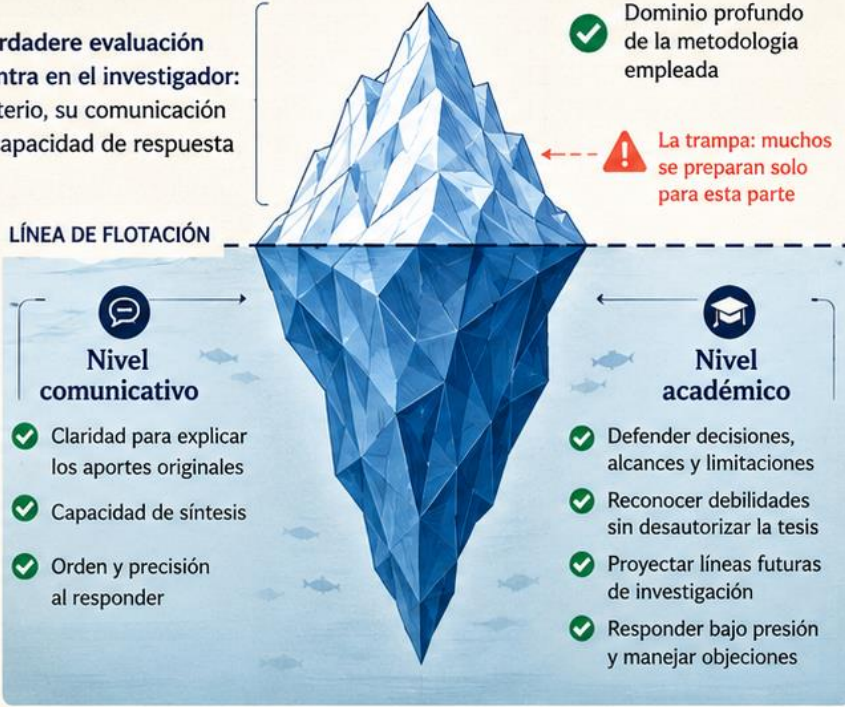 rdadere evaluación
ntra en el investigador:
terio, su comunicación
apacidad de respuesta
Dominio profundo
de la metodología
empleada
La trampa: muchos
se preparan solo
para esta parte
LÍNEA DE FLOTACIÓN
Nivel
comunicativo
Claridad para explicar
los aportes originales
Capacidad de síntesis
Orden y precisión
al responder
Nivel
académico
Defender decisiones,
alcances y limitaciones
Reconocer debilidades
sin desautorizar la tesis
Proyectar líneas futuras
de investigación
Responder bajo presión
y manejar objeciones